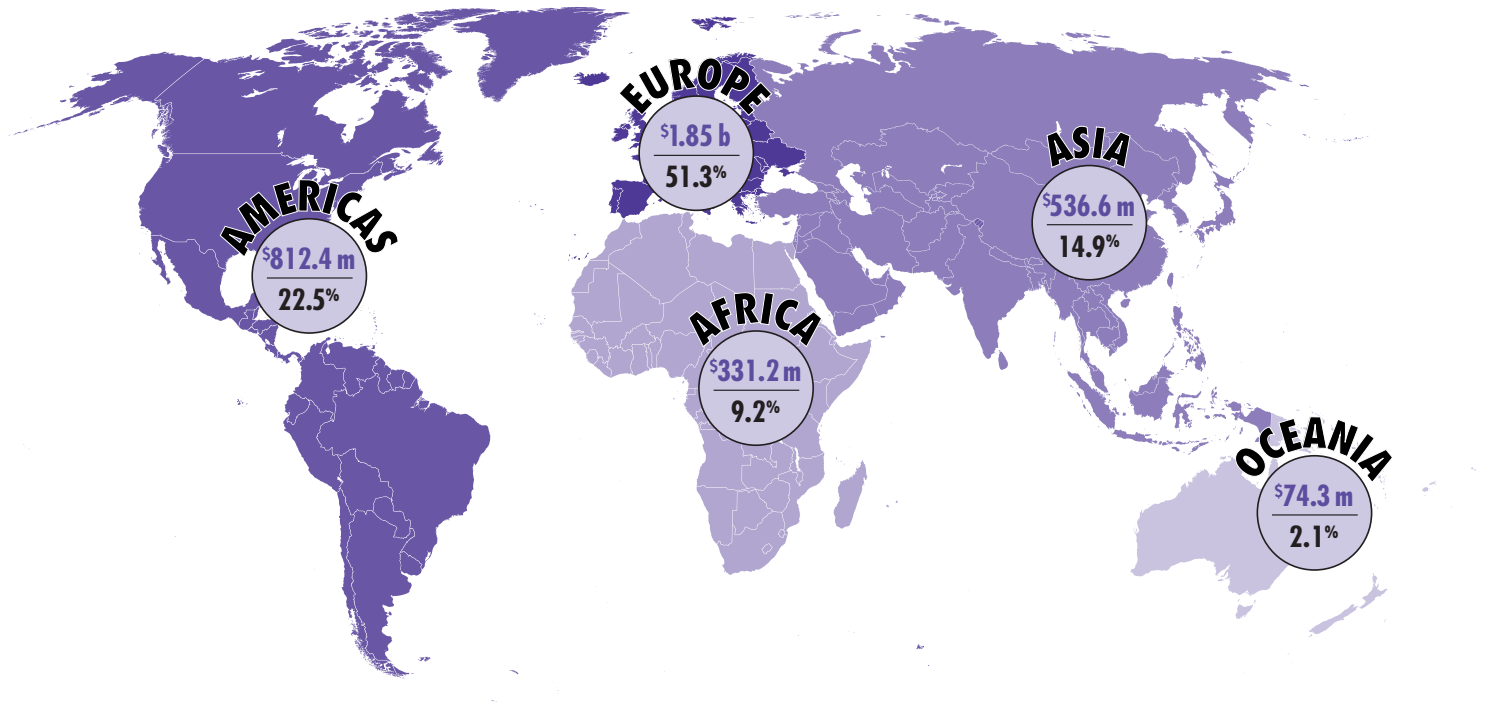 EUROPE
$1.85 b
51.3%
ASIA
$536.6 m
14.9%
AMERICAS
$812.4 m
22.5%
AFRICA
$331.2 m
9.2%
OCEANIA
$74.3 m
2.1%